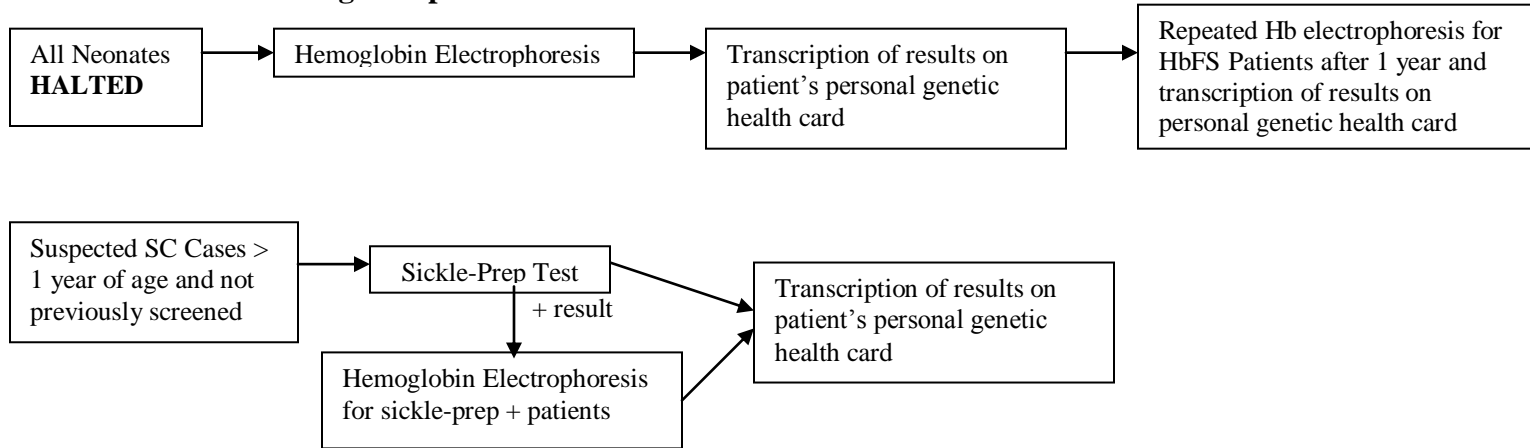 All Neonates
HALTED
Hemoglobin Electrophoresis
Transcription of results on
patient's personal genetic
health card
Repeated Hb electrophoresis for
HbFS Patients after 1 year and
transcription of results on
personal genetic health card
Suspected SC Cases >
1 year of age and not
previously screened
Sickle-Prep Test
+ result
Hemoglobin Electrophoresis
for sickle-prep + patients
Transcription of results on
patient's personal genetic
health card